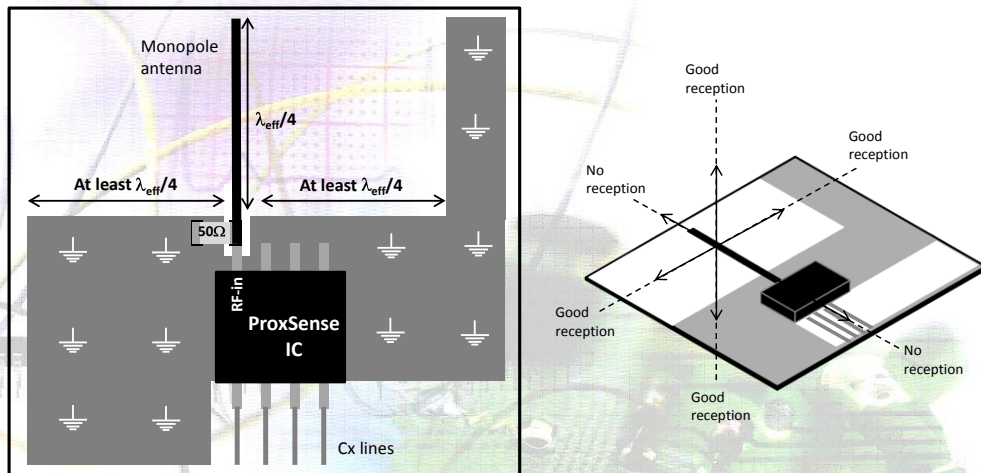 Monopole
antenna
λeff/4
At least λeff/4
At least λeff/4
50Ω
RF-in
ProxSense
IC
Cx lines
Good
reception
Good
reception
No
reception
Good
reception
No
reception
Good
reception